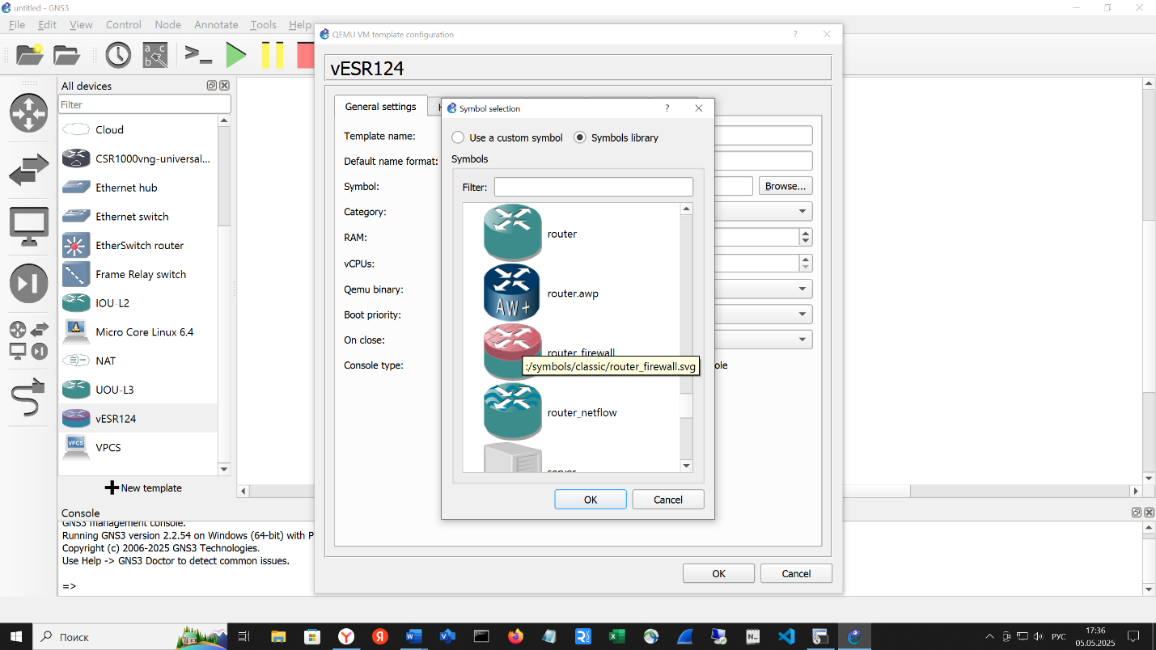 untitled - GNS3
File Edit View Control Node Annotate Tools Help
QEMU VM template configuration
?
vESR124
All devices
Filter
Cloud
CSR1000vng-universal...
Ethernet hub
Ethernet switch
EtherSwitch router
Frame Relay switch
IOU-L2
Micro Core Linux 6.4
NAT
UOU-L3
vESR124
VPCS
New template
General settings
Template name:
Default name format:
Symbol:
Browse...
Category:
RAM:
vCPUs:
Qemu binary:
Boot priority:
On close:
Console type:
Symbol selection
?
Use a custom symbol
Symbols library
Symbols
Filter:
router
AW+
router.awp
router_firewall
:/symbols/classic/router_firewall.svg
router_netflow
server
OK
Cancel
OK
Cancel
Console
GNS3 management console.
Running GNS3 version 2.2.54 on Windows (64-bit) with P
Copyright (c) 2006-2025 GNS3 Technologies.
Use Help -> GNS3 Doctor to detect common issues.
=>
Поиск
РУС
17:36
05.05.2025